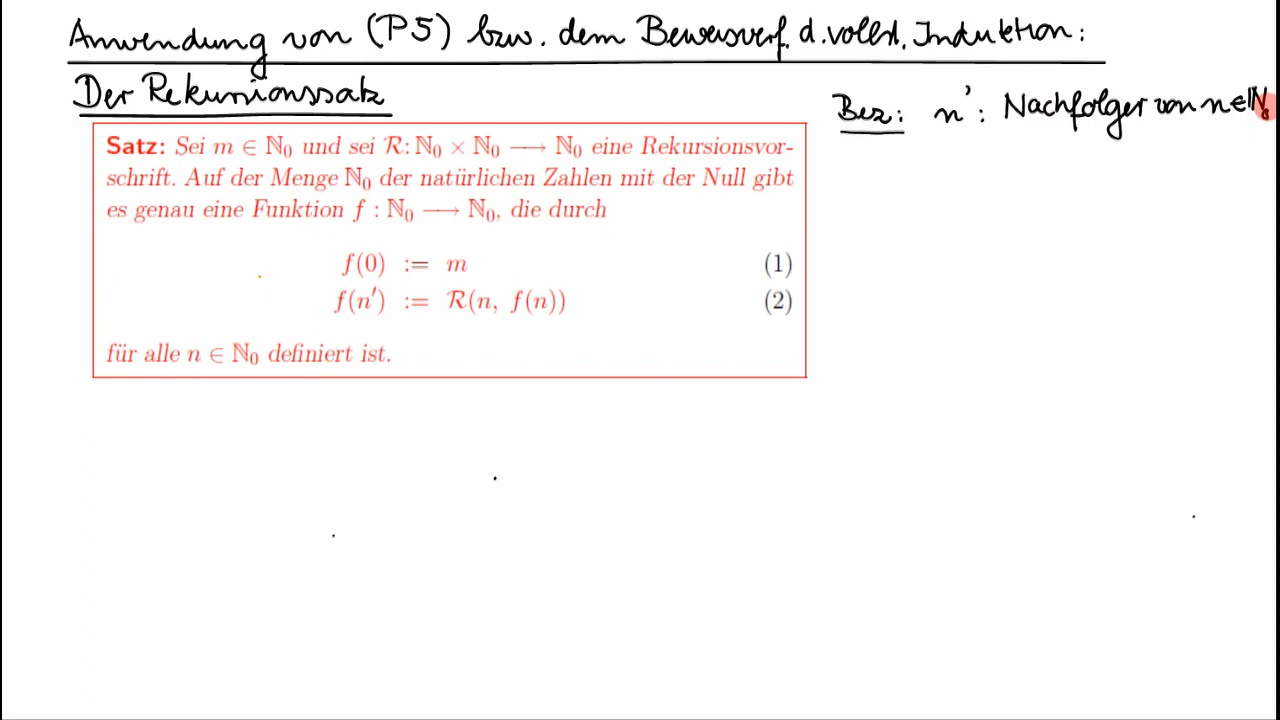 Anwendung von (P5) bzw. dem Beweisverf. d. vollst. Induktion:
Der Rekursionssatz
Bez: n': Nachfolger von n∈ℕ₀
Satz: Sei m ∈ ℕ₀ und sei R: ℕ₀ × ℕ₀ ⟶ ℕ₀ eine Rekursionsvor-
schrift. Auf der Menge ℕ₀ der natürlichen Zahlen mit der Null gibt
es genau eine Funktion f : ℕ₀ ⟶ ℕ₀, die durch
f(0) := m (1)
f(n′) := R(n, f(n)) (2)
für alle n ∈ ℕ₀ definiert ist.